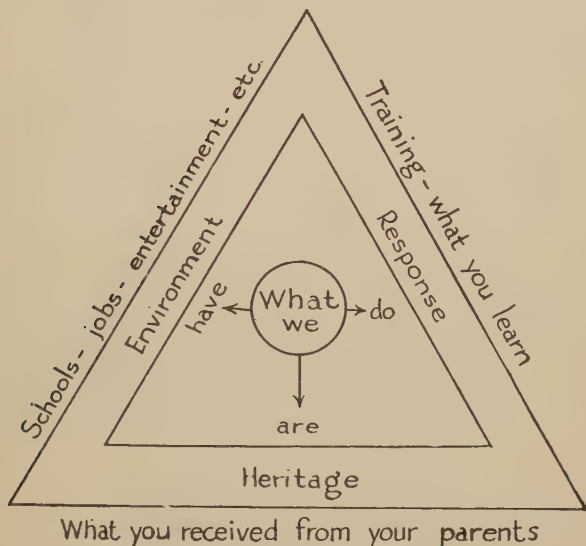 Schools - jobs - entertainment - etc.
Training - what you learn
Environment
Response
have
What
we
do
are
Heritage
What you received from your parents